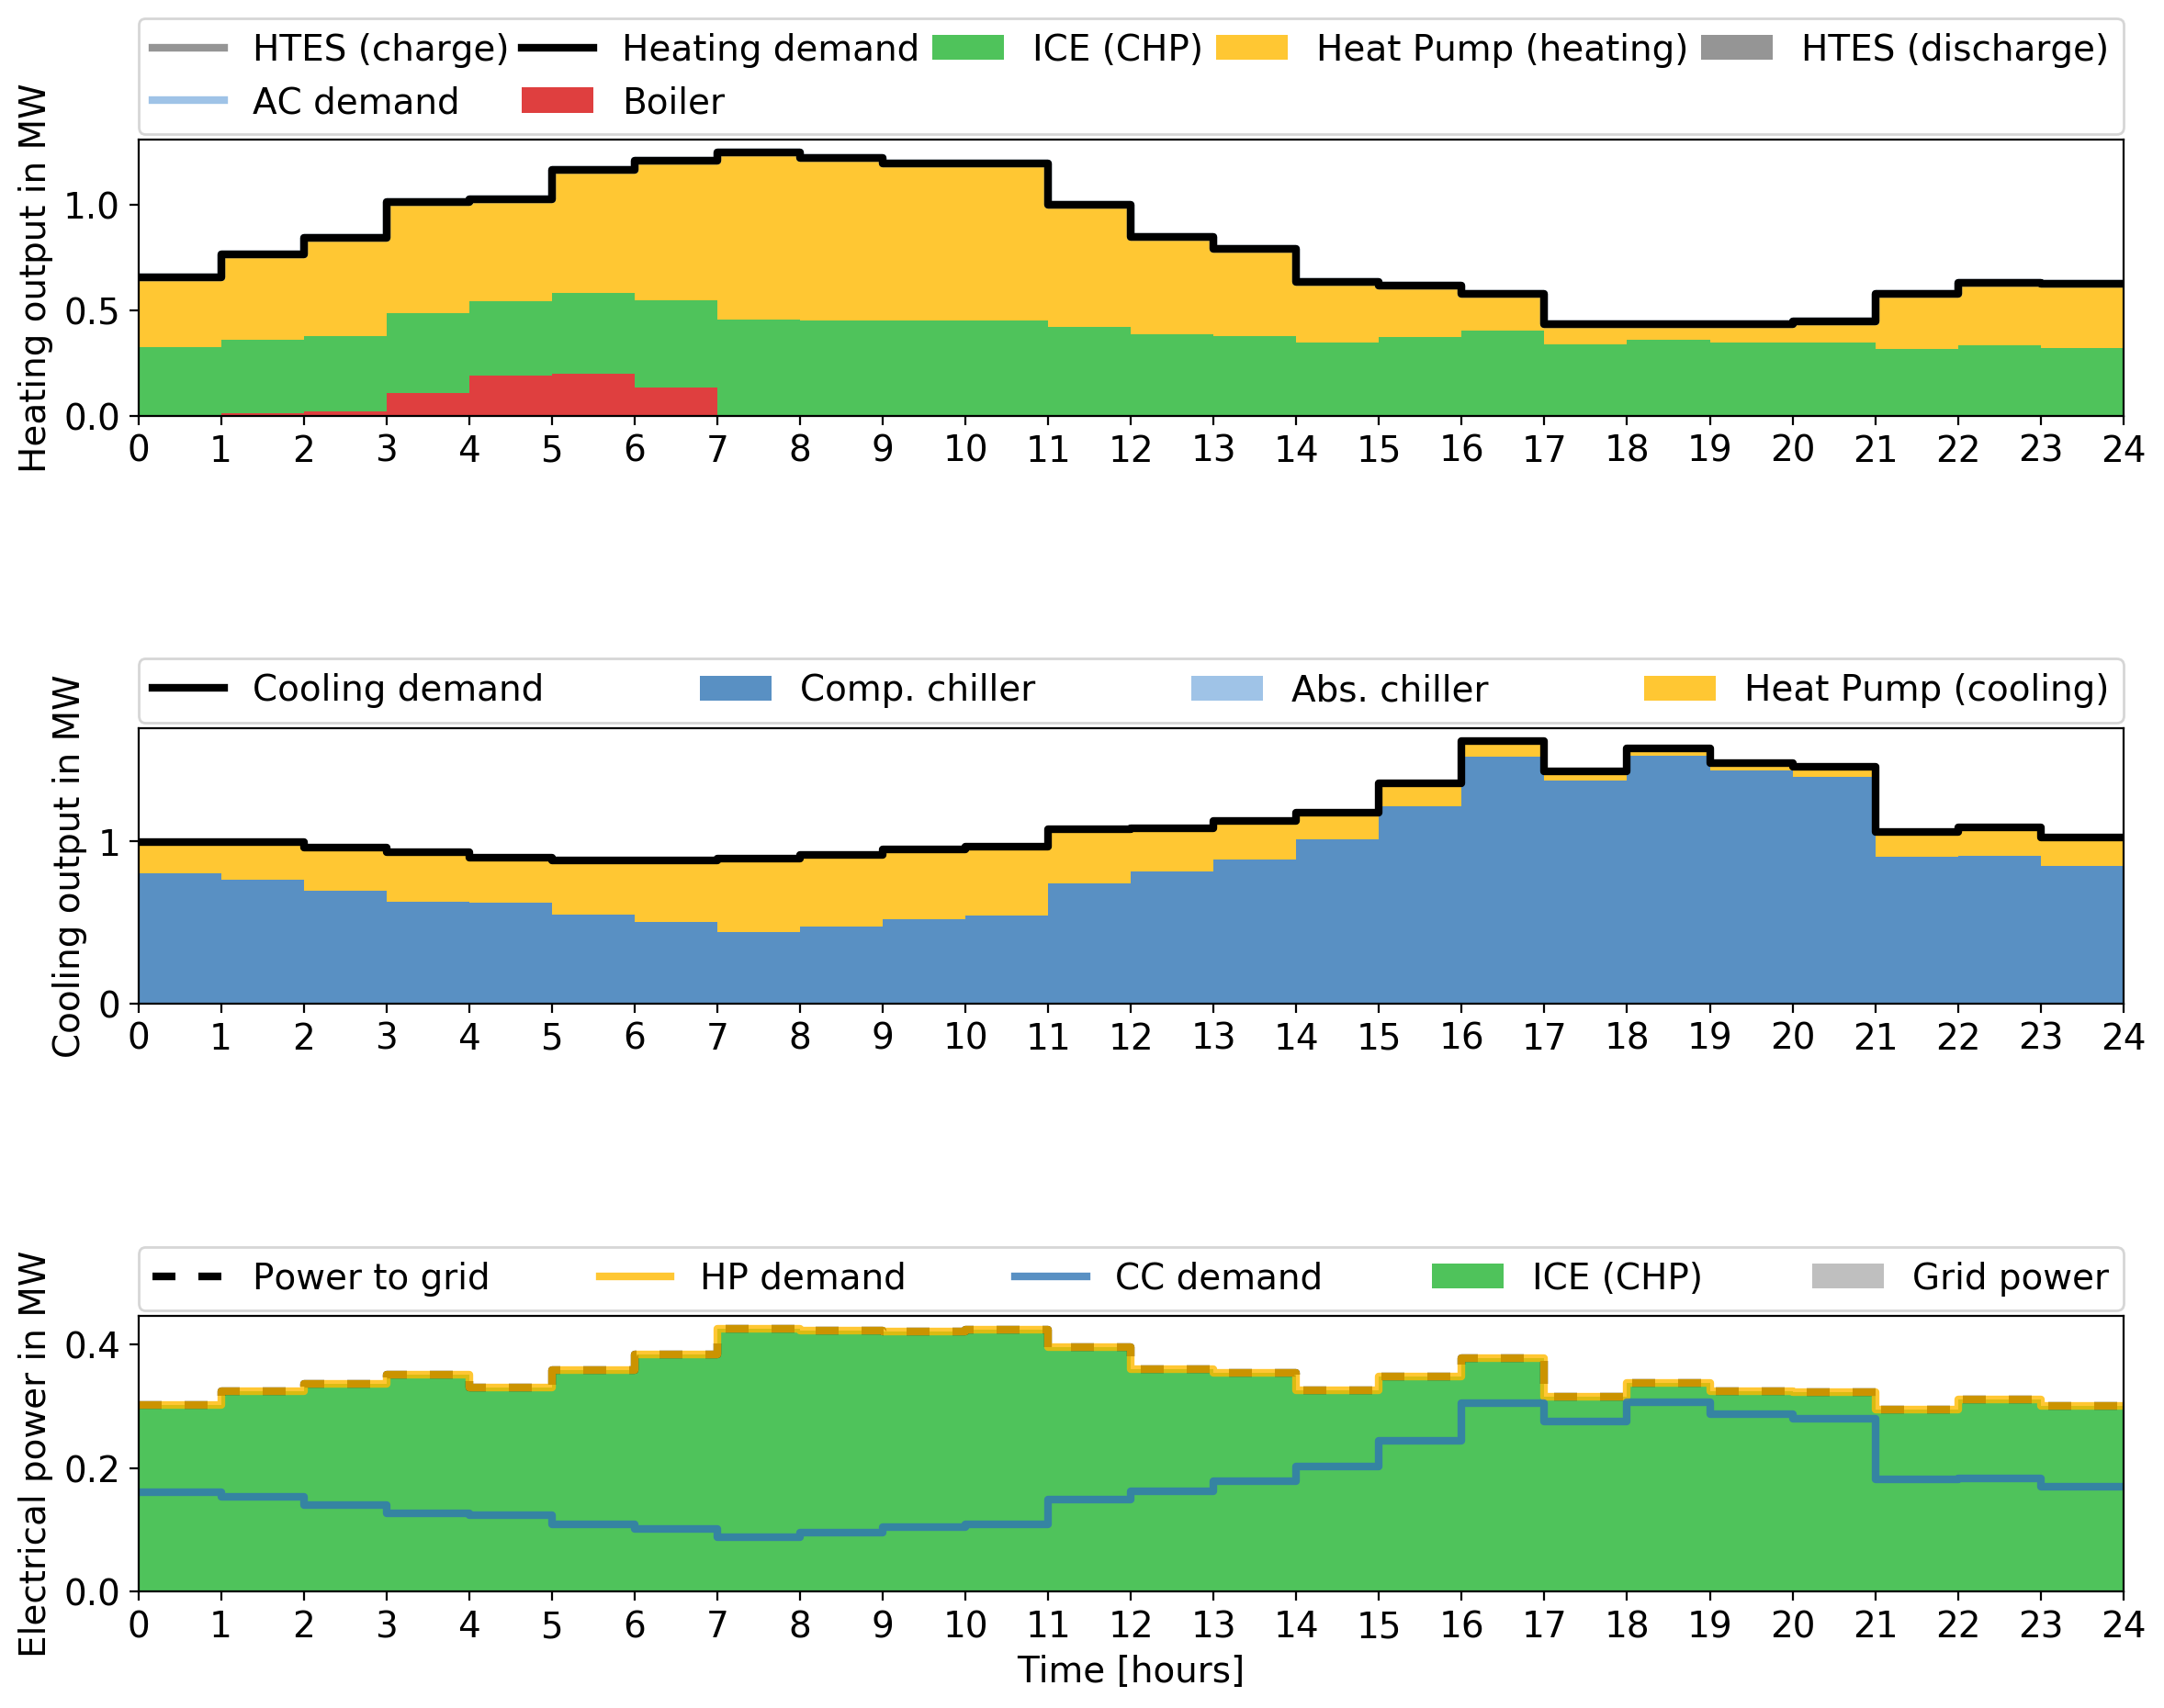 HTES (charge) Heating demand ICE (CHP) Heat Pump (heating) HTES (discharge)
AC demand Boiler
Heating output in MW
1.0
0.5
0.0
0 1 2 3 4 5 6 7 8 9 10 11 12 13 14 15 16 17 18 19 20 21 22 23 24
Cooling demand Comp. chiller Abs. chiller Heat Pump (cooling)
Cooling output in MW
1
0
0 1 2 3 4 5 6 7 8 9 10 11 12 13 14 15 16 17 18 19 20 21 22 23 24
Power to grid HP demand CC demand ICE (CHP) Grid power
Electrical power in MW
0.4
0.2
0.0
0 1 2 3 4 5 6 7 8 9 10 11 12 13 14 15 16 17 18 19 20 21 22 23 24
Time [hours]